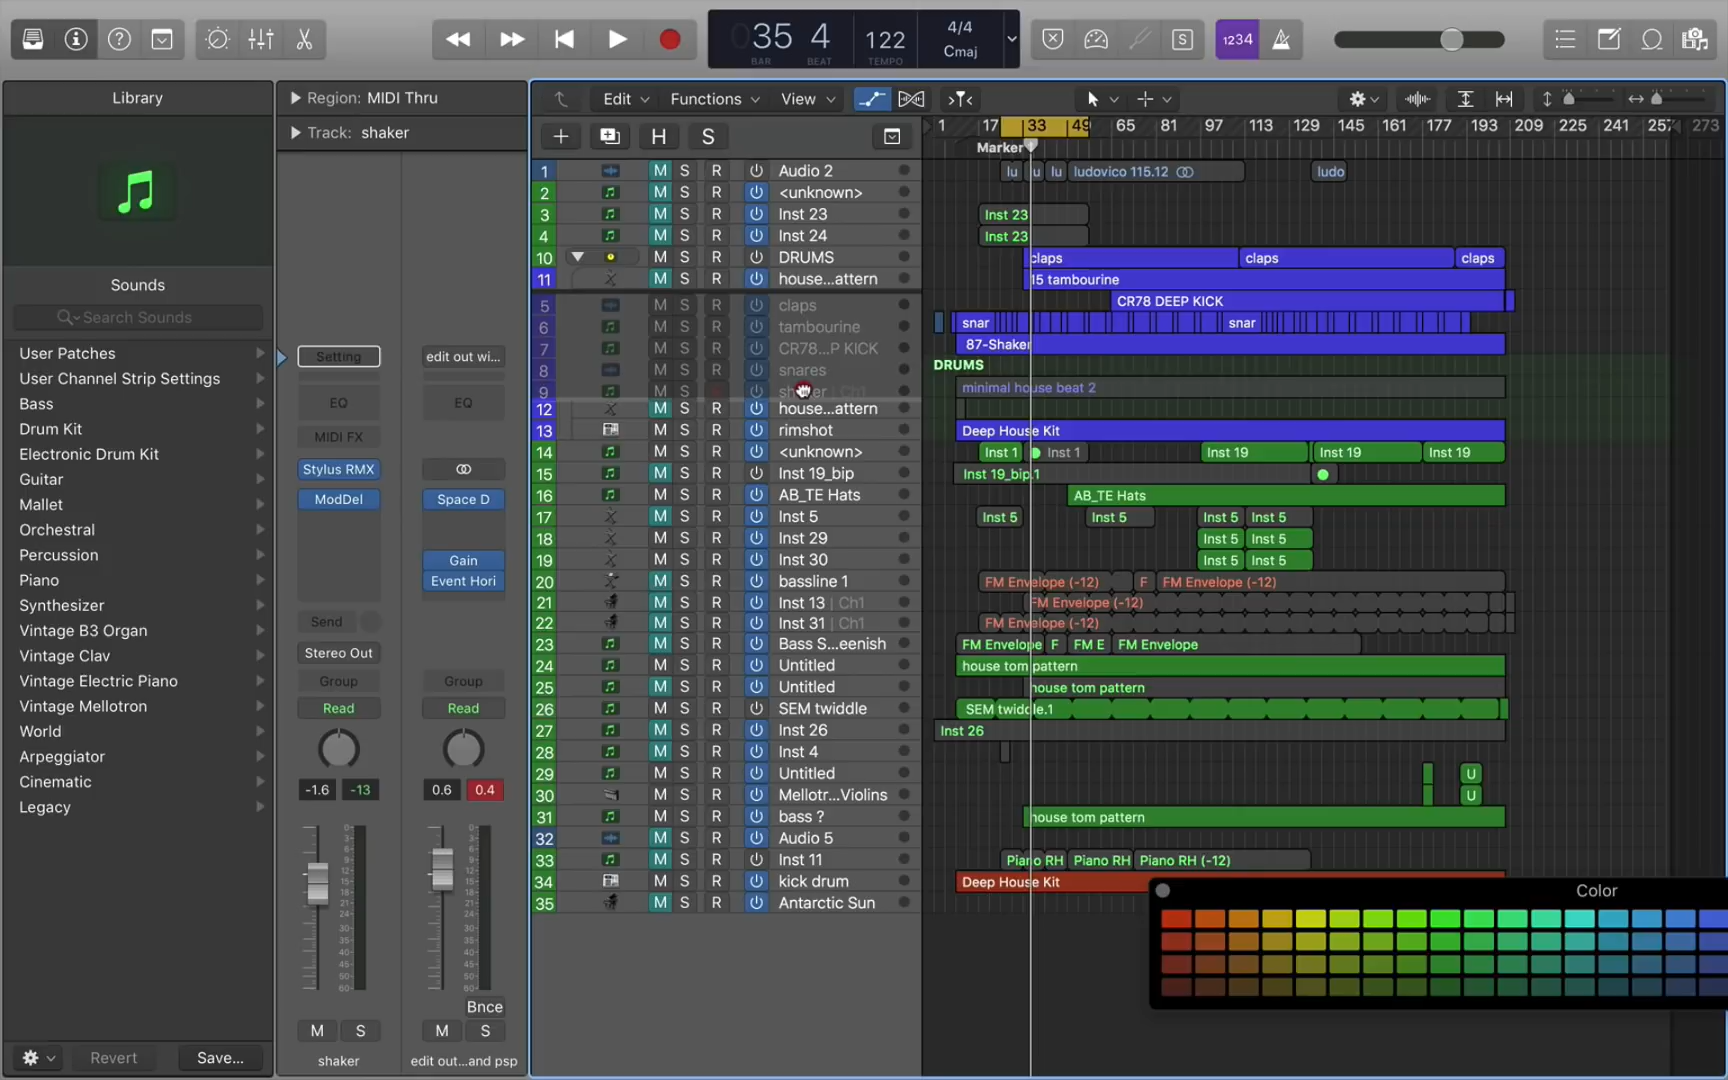 35 4 122 4/4 Cmaj
BAR BEAT TEMPO
S 1234
Library
Region: MIDI Thru
Track: shaker
Edit Functions View
H S
1 17 33 49 65 81 97 113 129 145 161 177 193 209 225 241 257 273
Marker
Sounds
Search Sounds
User Patches
User Channel Strip Settings
Bass
Drum Kit
Electronic Drum Kit
Guitar
Mallet
Orchestral
Percussion
Piano
Synthesizer
Vintage B3 Organ
Vintage Clav
Vintage Electric Piano
Vintage Mellotron
World
Arpeggiator
Cinematic
Legacy
Revert
Save...
Setting edit out wi...
EQ EQ
MIDI FX
Stylus RMX
ModDel Space D
Gain
Event Hori
Send
Stereo Out
Group Group
Read Read
-1.6 -13 0.6 0.4
Bnce
M S M S
shaker edit out...and psp
1 M S R Audio 2 lu u lu ludovico 115.12 ludo
2 M S R <unknown>
3 M S R Inst 23 Inst 23
4 M S R Inst 24 Inst 23
10 M S R DRUMS claps claps claps
11 M S R house...attern 15 tambourine
CR78 DEEP KICK
5 M S R claps
6 M S R tambourine snar snar
7 M S R CR78...P KICK 87-Shaker
8 M S R snares DRUMS
9 M S Ch1 minimal house beat 2
12 M S R house...attern
13 M S R rimshot Deep House Kit
14 M S R <unknown> Inst 1 Inst 1 Inst 19 Inst 19 Inst 19
15 M S R Inst 19_bip Inst 19_bip.1
16 M S R AB_TE Hats AB_TE Hats
17 M S R Inst 5 Inst 5 Inst 5 Inst 5 Inst 5
18 M S R Inst 29 Inst 5 Inst 5
19 M S R Inst 30 Inst 5 Inst 5
20 M S R bassline 1 FM Envelope (-12) F FM Envelope (-12)
21 M S R Inst 13 | Ch1 FM Envelope (-12)
22 M S R Inst 31 | Ch1 FM Envelope (-12)
23 M S R Bass S...eenish FM Envelope F FM E FM Envelope
24 M S R Untitled house tom pattern
25 M S R Untitled house tom pattern
26 M S R SEM twiddle SEM twiddle.1
27 M S R Inst 26 Inst 26
28 M S R Inst 4
29 M S R Untitled U
30 M S R Mellotr...Violins U
31 M S R bass ? house tom pattern
32 M S R Audio 5
33 M S R Inst 11 Piano RH Piano RH Piano RH (-12)
34 M S R kick drum Deep House Kit
35 M S R Antarctic Sun
Color